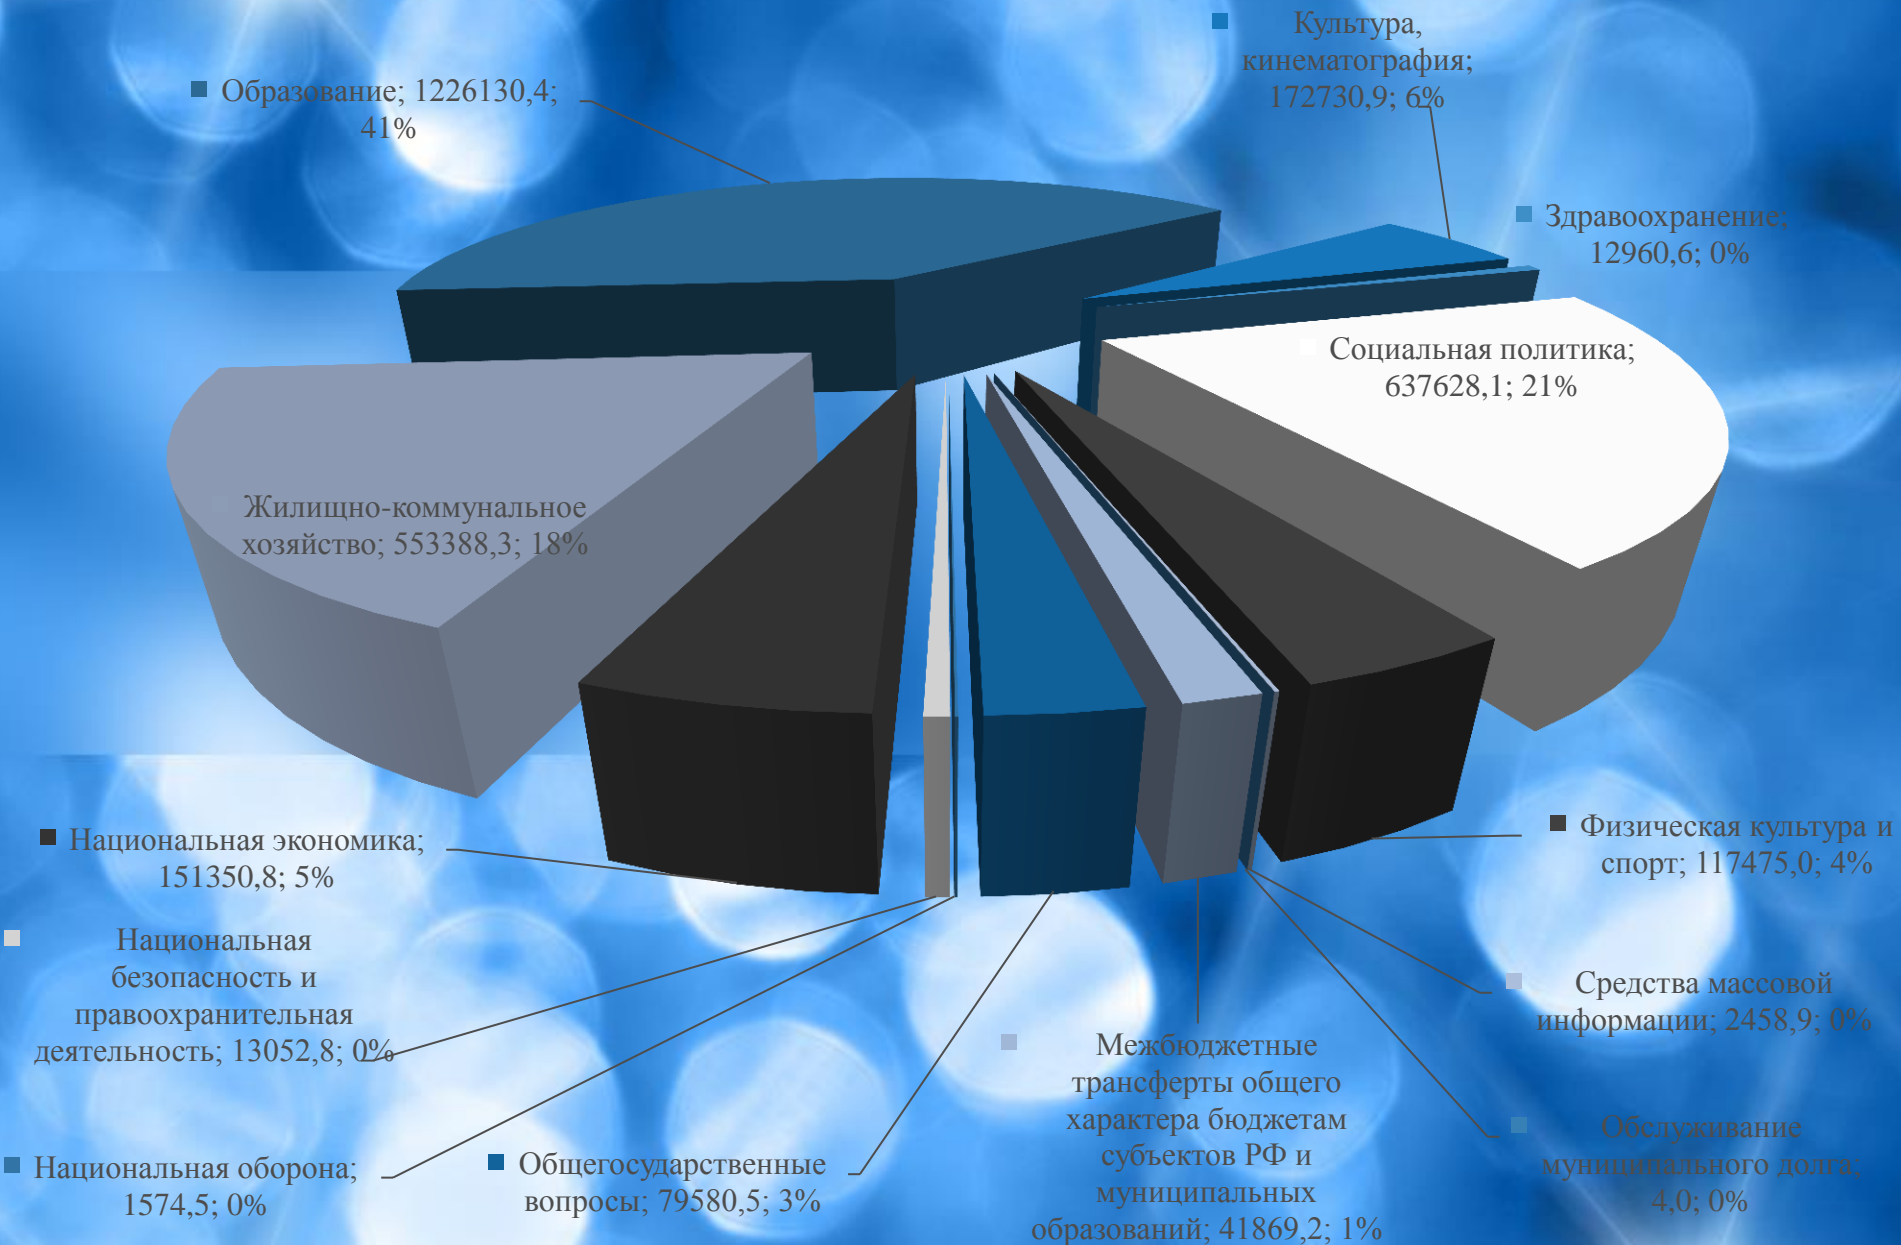 Культура,
кинематография;
172730,9; 6%
Образование; 1226130,4;
41%
Здравоохранение;
12960,6; 0%
Социальная политика;
637628,1; 21%
Жилищно-коммунальное
хозяйство; 553388,3; 18%
Национальная экономика;
151350,8; 5%
Физическая культура и
спорт; 117475,0; 4%
Национальная
безопасность и
правоохранительная
деятельность; 13052,8; 0%
Средства массовой
информации; 2458,9; 0%
Межбюджетные
трансферты общего
характера бюджетам
субъектов РФ и
муниципальных
образований; 41869,2; 1%
Обслуживание
муниципального долга;
4,0; 0%
Национальная оборона;
1574,5; 0%
Общегосударственные
вопросы; 79580,5; 3%